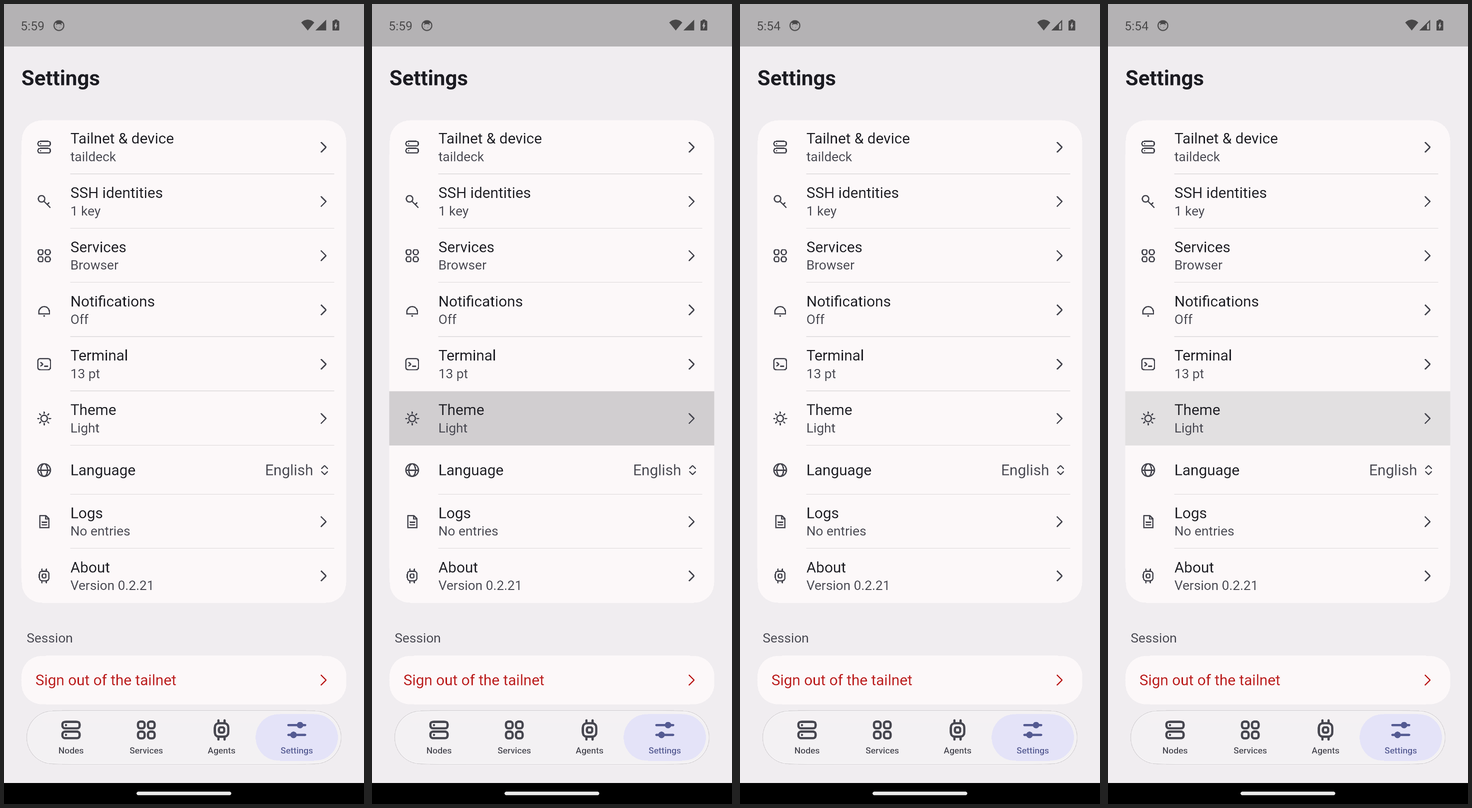 5:59
Settings
Tailnet & device
taildeck
SSH identities
1 key
Services
Browser
Notifications
Off
Terminal
13 pt
Theme
Light
Language English
Logs
No entries
About
Version 0.2.21
Session
Sign out of the tailnet
Nodes Services Agents Settings
5:59
Settings
Tailnet & device
taildeck
SSH identities
1 key
Services
Browser
Notifications
Off
Terminal
13 pt
Theme
Light
Language English
Logs
No entries
About
Version 0.2.21
Session
Sign out of the tailnet
Nodes Services Agents Settings
5:54
Settings
Tailnet & device
taildeck
SSH identities
1 key
Services
Browser
Notifications
Off
Terminal
13 pt
Theme
Light
Language English
Logs
No entries
About
Version 0.2.21
Session
Sign out of the tailnet
Nodes Services Agents Settings
5:54
Settings
Tailnet & device
taildeck
SSH identities
1 key
Services
Browser
Notifications
Off
Terminal
13 pt
Theme
Light
Language English
Logs
No entries
About
Version 0.2.21
Session
Sign out of the tailnet
Nodes Services Agents Settings